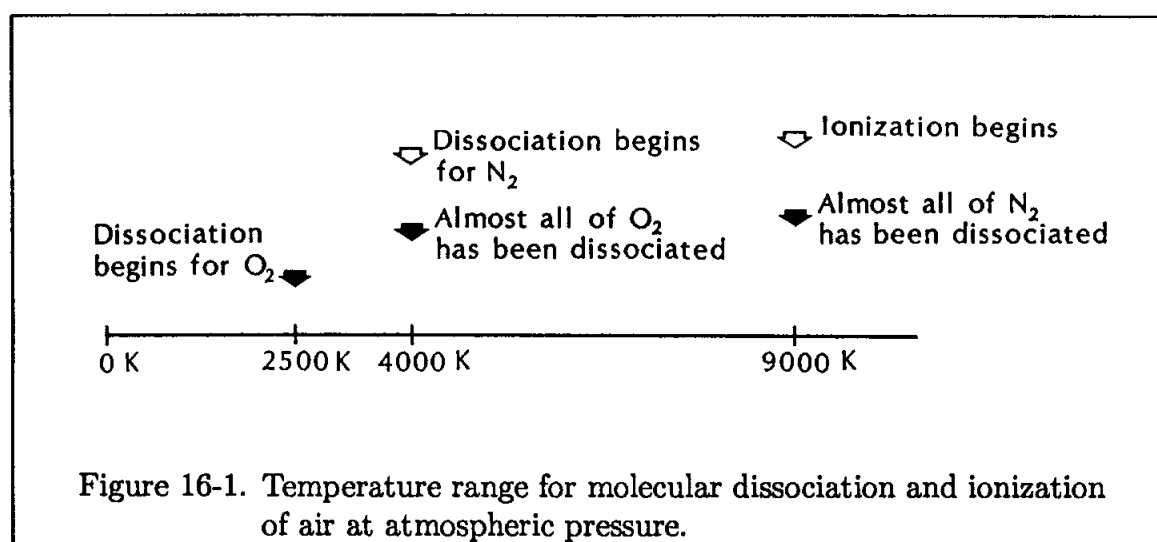 Dissociation
begins for O₂
Dissociation begins
for N₂
Almost all of O₂
has been dissociated
Ionization begins
Almost all of N₂
has been dissociated
0 K
2500 K
4000 K
9000 K
Figure 16-1. Temperature range for molecular dissociation and ionization
of air at atmospheric pressure.